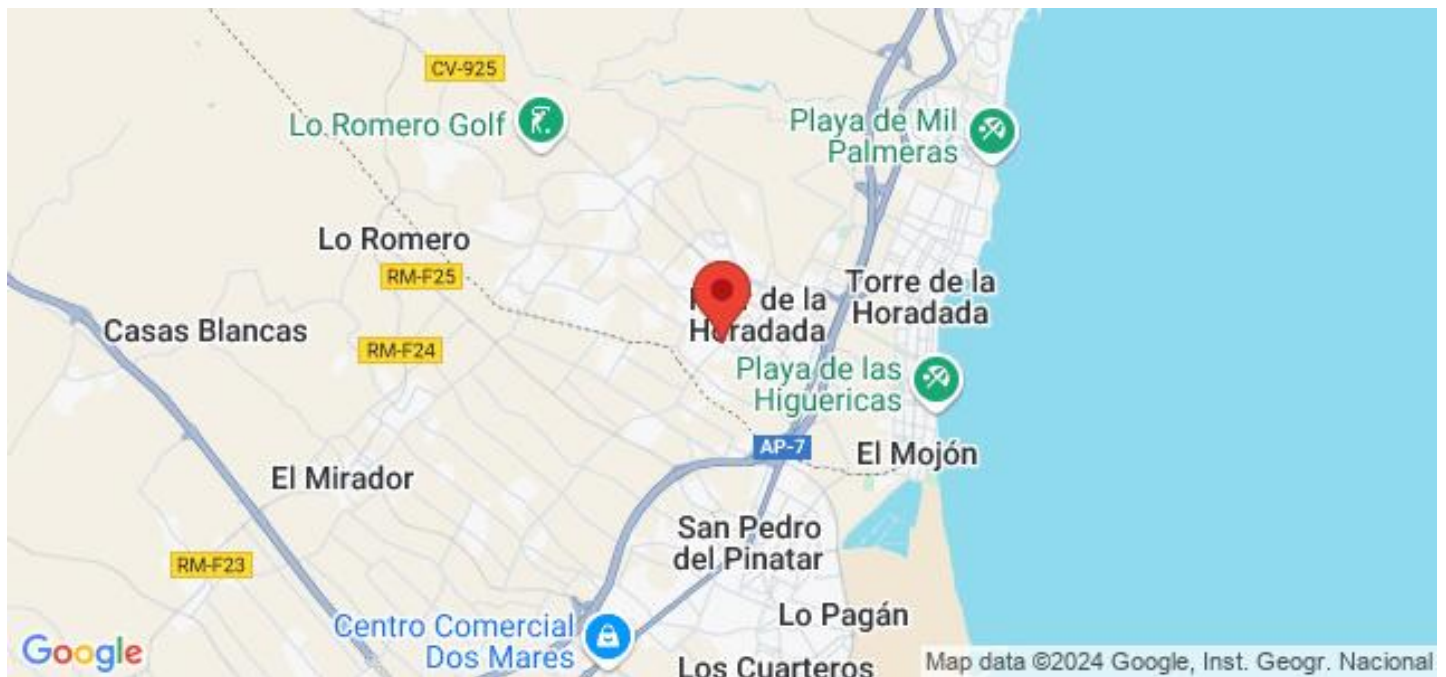 CV-925
Lo Romero Golf
Playa de Mil
Palmeras
Lo Romero
RM-F25
de la
Horadada
Torre de la
Horadada
Casas Blancas
RM-F24
Playa de las
Higuericas
AP-7
El Mojón
El Mirador
San Pedro
del Pinatar
RM-F23
Lo Pagán
Centro Comercial
Dos Mares
Los Cuarteros
Google
Map data ©2024 Google, Inst. Geogr. Nacional